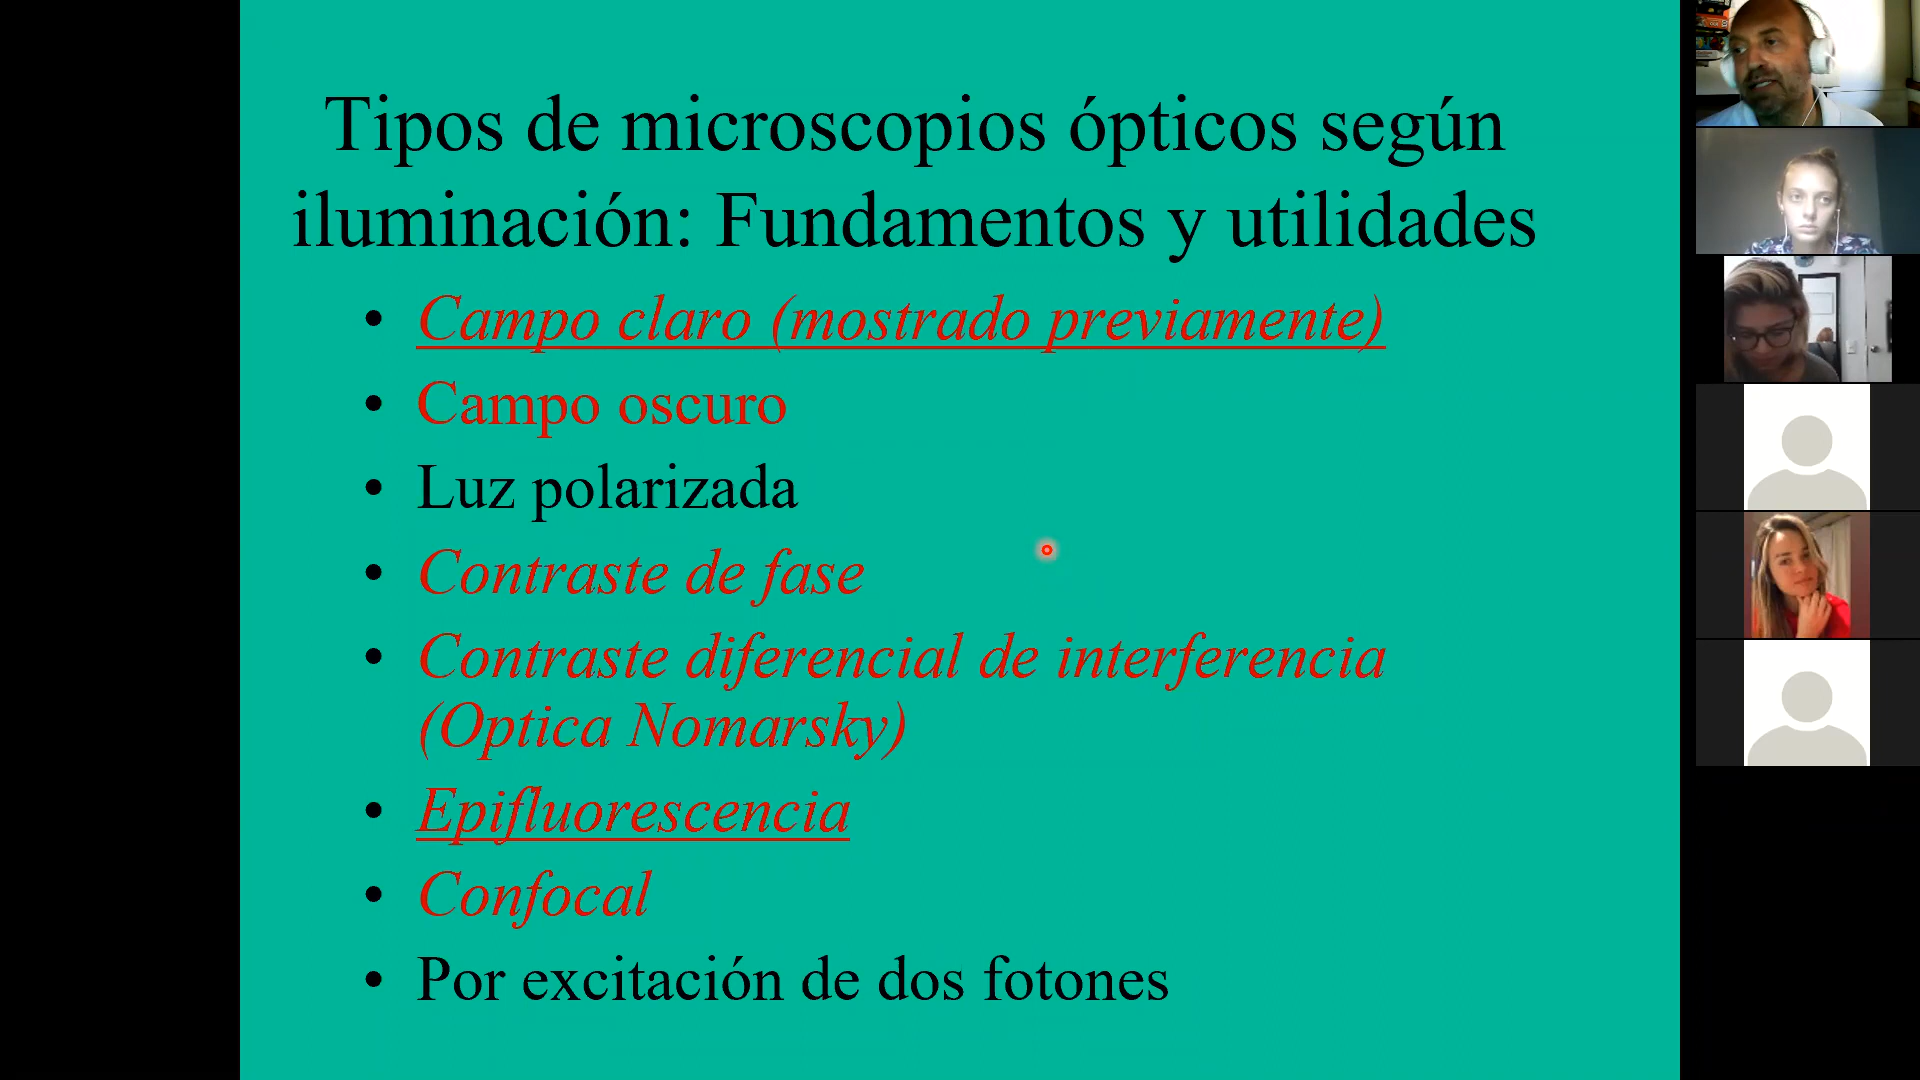 Tipos de microscopios ópticos según
iluminación: Fundamentos y utilidades
• Campo claro (mostrado previamente)
• Campo oscuro
• Luz polarizada
• Contraste de fase
• Contraste diferencial de interferencia
(Optica Nomarsky)
• Epifluorescencia
• Confocal
• Por excitación de dos fotones